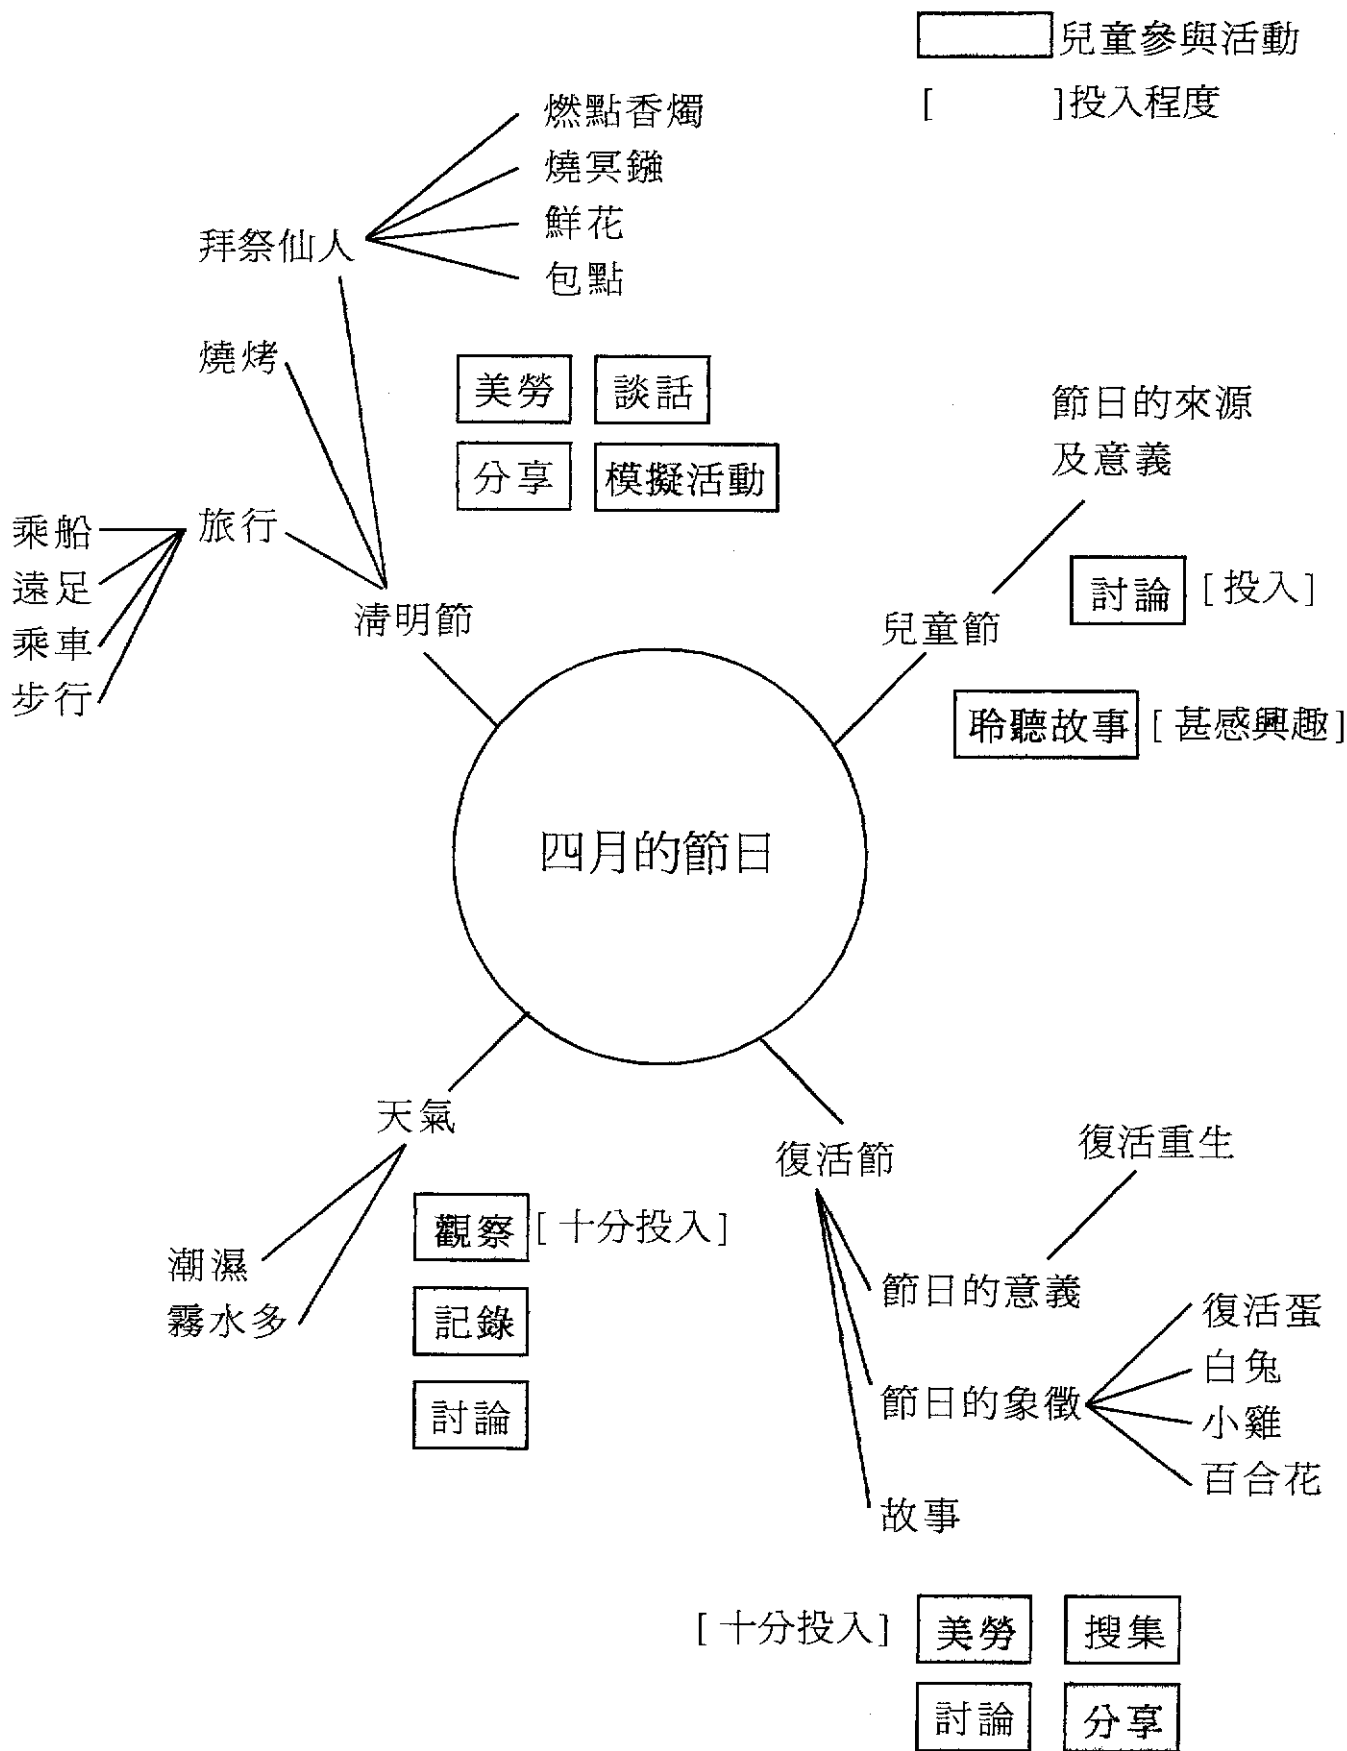 兒童參與活動
[ ]投入程度
燃點香燭
燒冥鏹
鮮花
包點
拜祭仙人
燒烤
旅行
乘船
遠足
乘車
步行
清明節
美勞 談話
分享 模擬活動
節日的來源
及意義
討論 [投入]
兒童節
聆聽故事 [甚感興趣]
四月的節日
天氣
潮濕
霧水多
觀察 [十分投入]
記錄
討論
復活節
復活重生
節日的意義
節日的象徵
復活蛋
白兔
小雞
百合花
故事
[十分投入] 美勞 搜集
討論 分享